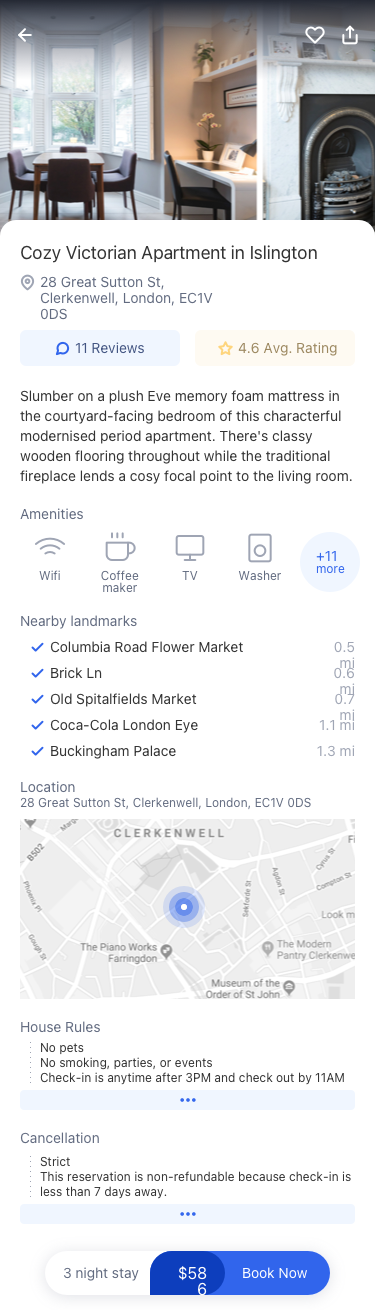 Cozy Victorian Apartment in Islington
28 Great Sutton St,
Clerkenwell, London, EC1V
0DS
11 Reviews
4.6 Avg. Rating
Slumber on a plush Eve memory foam mattress in
the courtyard-facing bedroom of this characterful
modernised period apartment. There's classy
wooden flooring throughout while the traditional
fireplace lends a cosy focal point to the living room.
Amenities
Wifi
Coffee
maker
TV
Washer
+11
more
Nearby landmarks
Columbia Road Flower Market
0.5
mi
Brick Ln
0.6
mi
Old Spitalfields Market
0.7
mi
Coca-Cola London Eye
1.1 mi
Buckingham Palace
1.3 mi
Location
28 Great Sutton St, Clerkenwell, London, EC1V 0DS
CLERKENWELL
B502
Phoenix Pl
Gough St
Sekforde St
Agdon St
Cyrus St
Compton St
Look m
The Piano Works
Farringdon
The Modern
Pantry Clerkenwe
Museum of the
Order of St John
House Rules
No pets
No smoking, parties, or events
Check-in is anytime after 3PM and check out by 11AM
Cancellation
Strict
This reservation is non-refundable because check-in is
less than 7 days away.
3 night stay
$58
6
Book Now